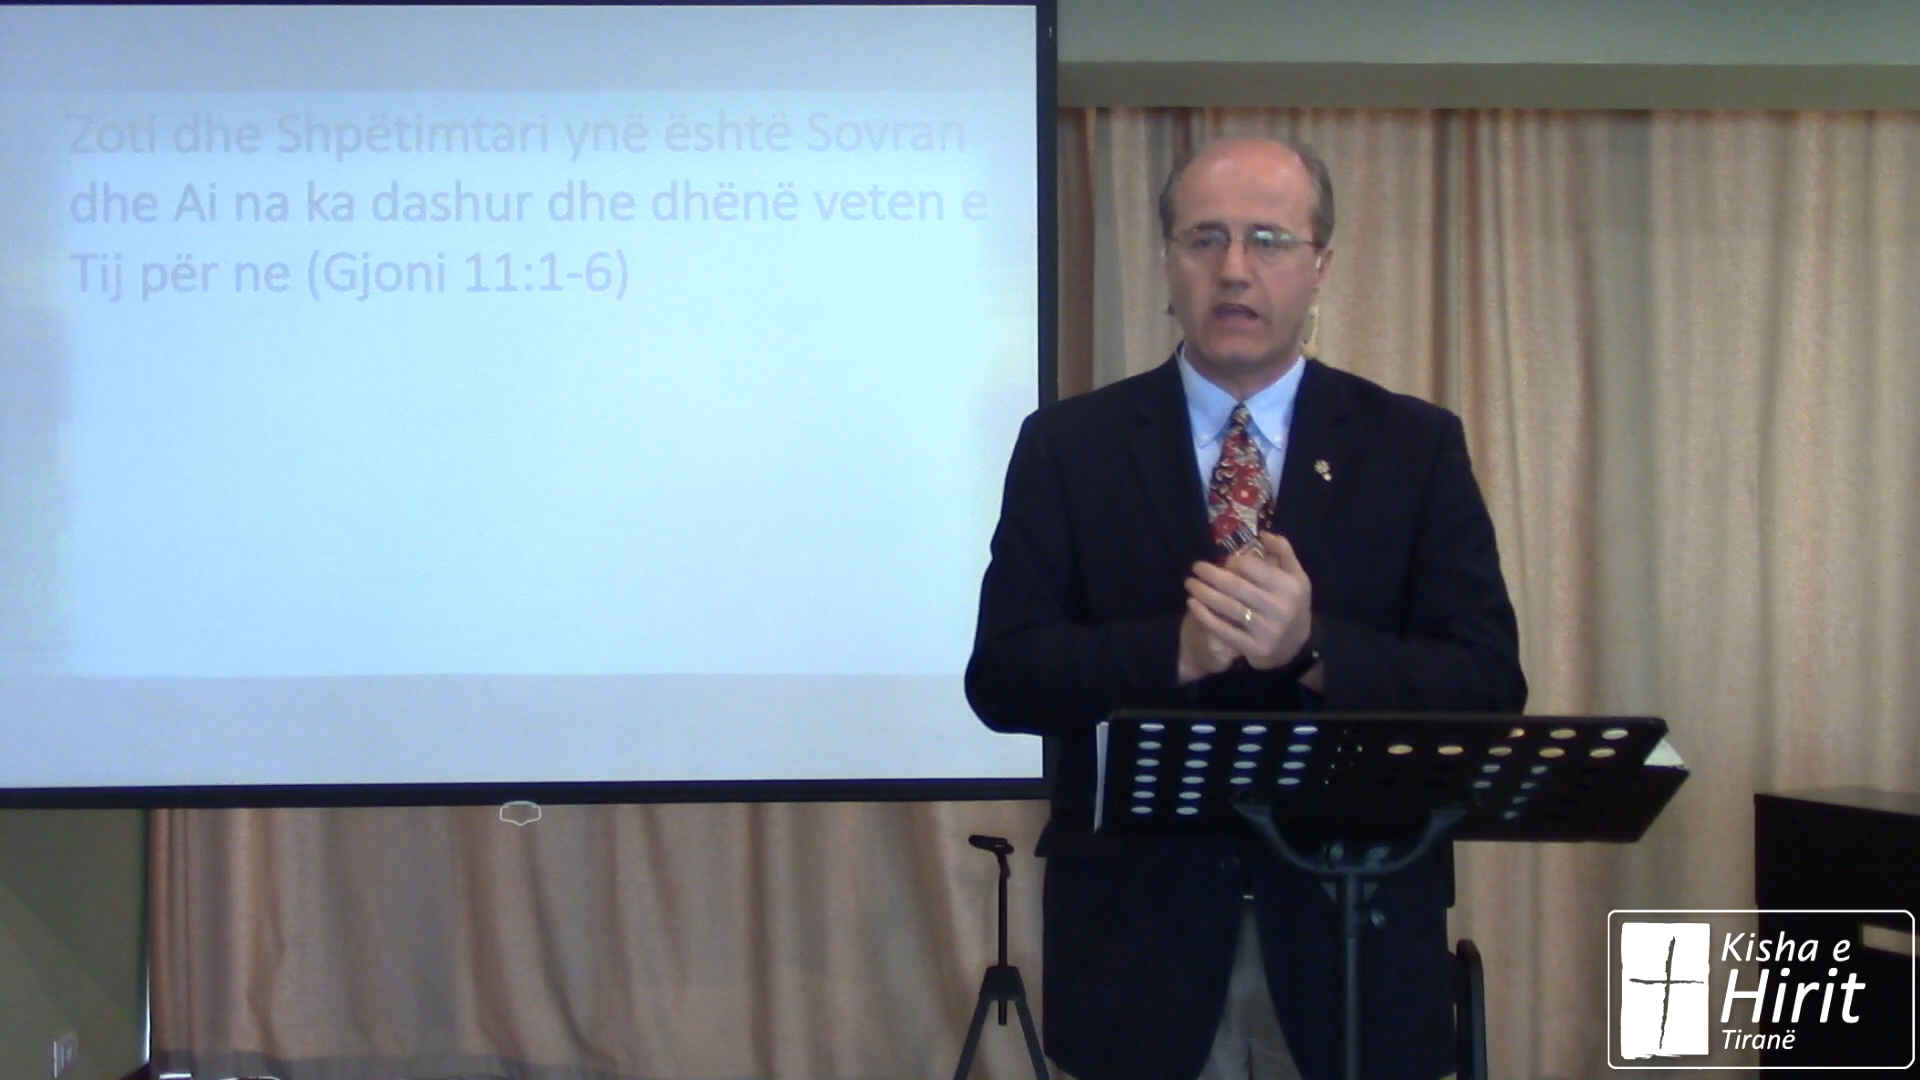 Zoti dhe Shpëtimtari ynë është Sovran
dhe Ai na ka dashur dhe dhënë veten e
Tij për ne (Gjoni 11:1-6)
Kisha e
Hirit
Tiranë